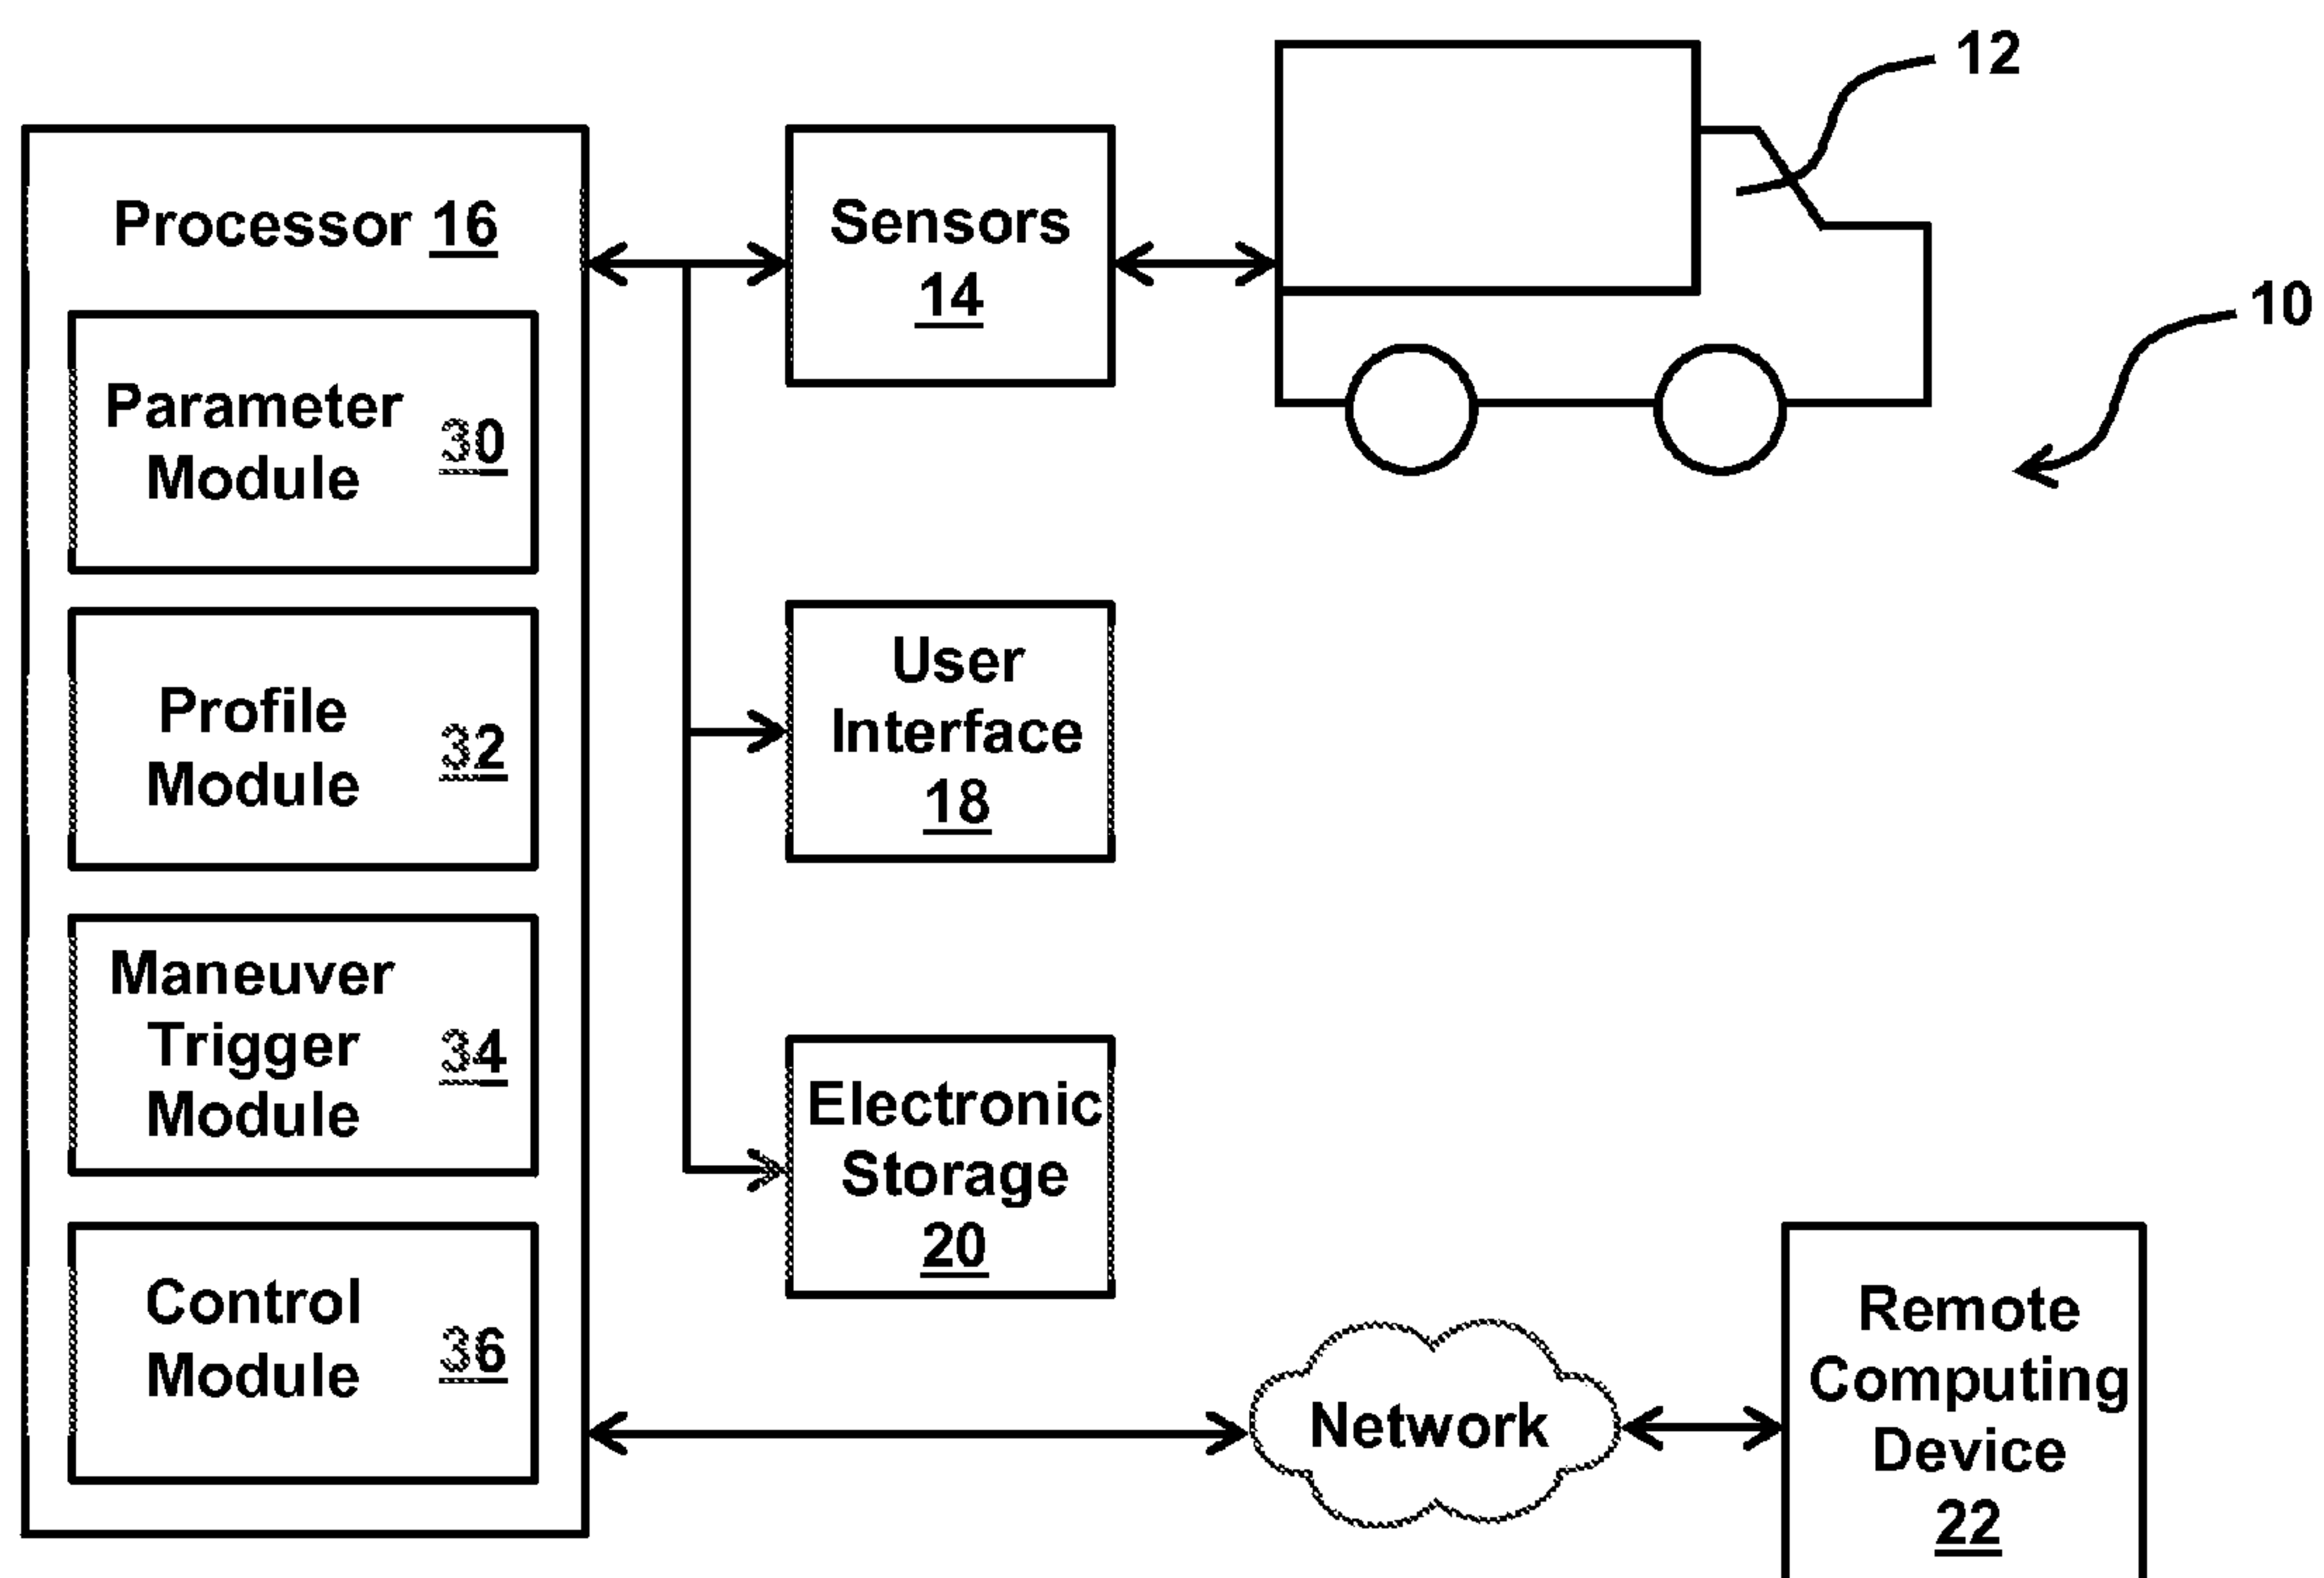 12
Processor 16
Sensors
14
10
Parameter
Module
30
User
Interface
18
Profile
Module
32
Maneuver
Trigger
Module
34
Electronic
Storage
20
Control
Module
36
Network
Remote
Computing
Device
22